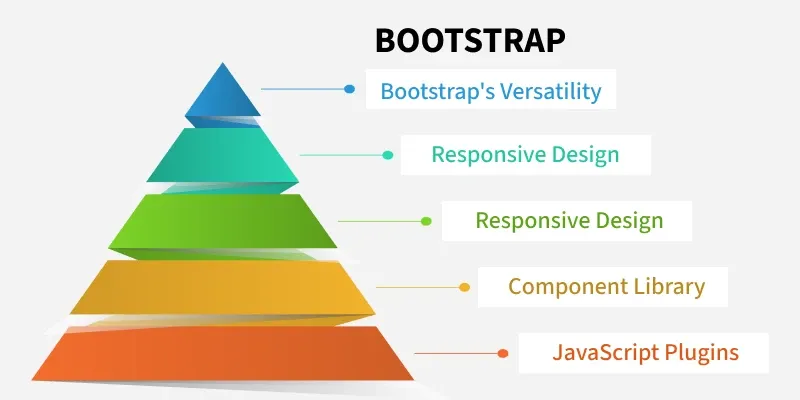 BOOTSTRAP
Bootstrap's Versatility
Responsive Design
Responsive Design
Component Library
JavaScript Plugins